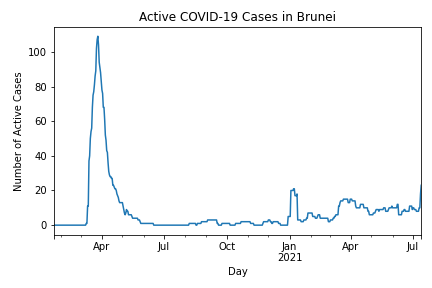 Active COVID-19 Cases in Brunei
Number of Active Cases
100
80
60
40
20
0
Apr Jul Oct Jan Apr Jul
2021
Day